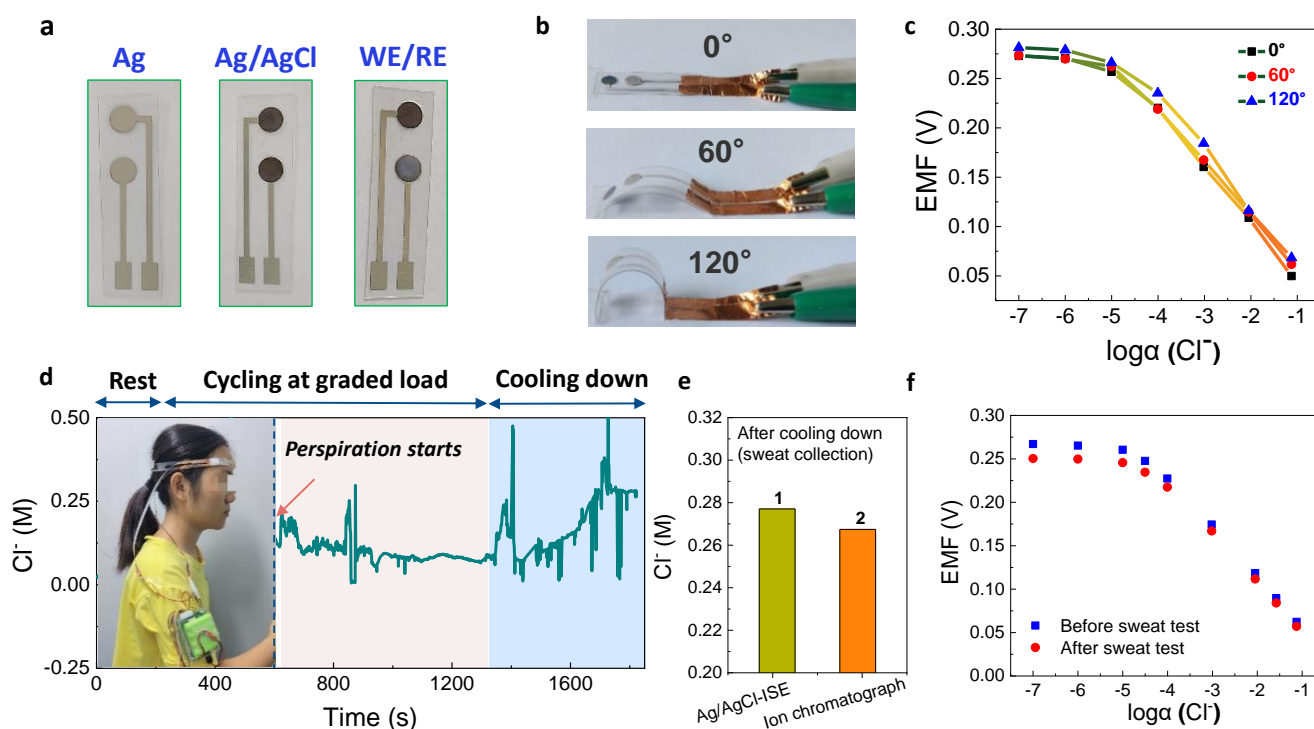 a
Ag
Ag/AgCl
WE/RE
b
0°
60°
120°
c
0.25
0.20
0.15
0.10
0.05
EMF (V)
0.30
0°
60°
120°
-7 -6 -5 -4 -3 -2 -1
logα (Cl⁻)
d
Rest
Cycling at graded load
Cooling down
0.50
0.25
0.00
-0.25
Cl⁻ (M)
Perspiration starts
0 400 800 1200 1600
Time (s)
e
0.32
0.30
0.28
0.26
0.24
0.22
0.20
Cl⁻ (M)
After cooling down
(sweat collection)
1
2
Ag/AgCl-ISE
Ion chromatograph
f
0.30
0.25
0.20
0.15
0.10
0.05
0.00
EMF (V)
Before sweat test
After sweat test
-7 -6 -5 -4 -3 -2 -1
logα (Cl⁻)